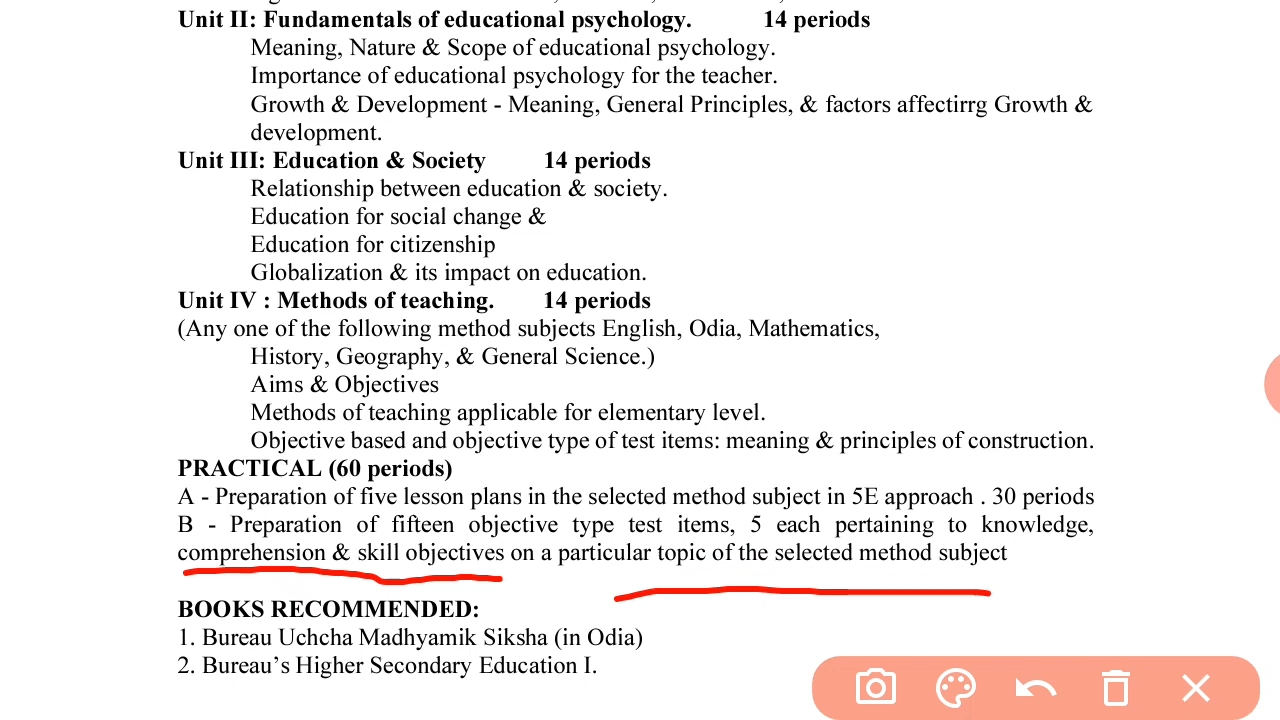 Unit II: Fundamentals of educational psychology. 14 periods
Meaning, Nature & Scope of educational psychology.
Importance of educational psychology for the teacher.
Growth & Development - Meaning, General Principles, & factors affectirrg Growth &
development.
Unit III: Education & Society 14 periods
Relationship between education & society.
Education for social change &
Education for citizenship
Globalization & its impact on education.
Unit IV : Methods of teaching. 14 periods
(Any one of the following method subjects English, Odia, Mathematics,
History, Geography, & General Science.)
Aims & Objectives
Methods of teaching applicable for elementary level.
Objective based and objective type of test items: meaning & principles of construction.
PRACTICAL (60 periods)
A - Preparation of five lesson plans in the selected method subject in 5E approach . 30 periods
B - Preparation of fifteen objective type test items, 5 each pertaining to knowledge,
comprehension & skill objectives on a particular topic of the selected method subject
BOOKS RECOMMENDED:
1. Bureau Uchcha Madhyamik Siksha (in Odia)
2. Bureau’s Higher Secondary Education I.